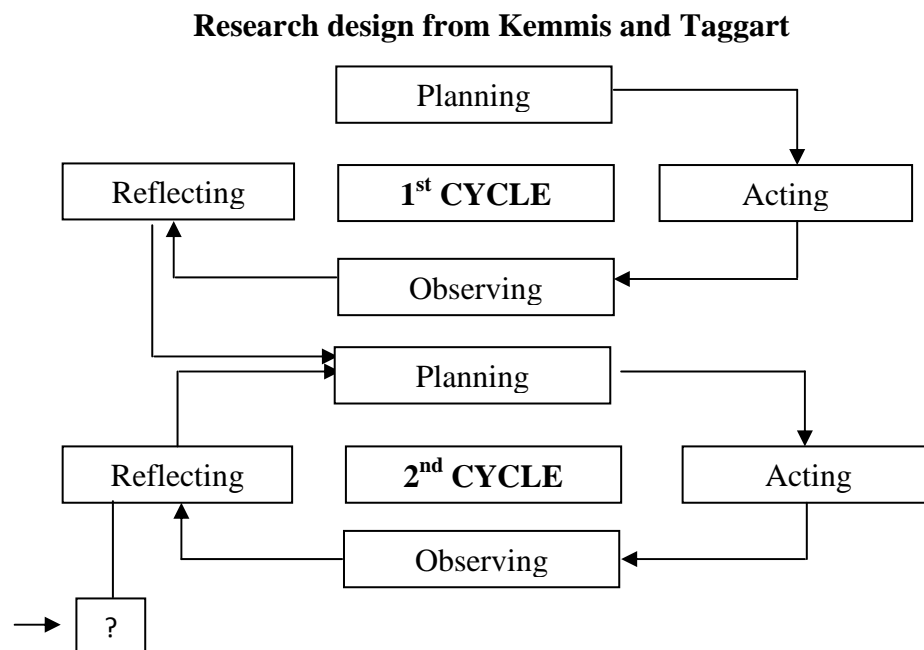 Research design from Kemmis and Taggart
Planning
Reflecting
1st CYCLE
Acting
Observing
Planning
Reflecting
2nd CYCLE
Acting
Observing
?